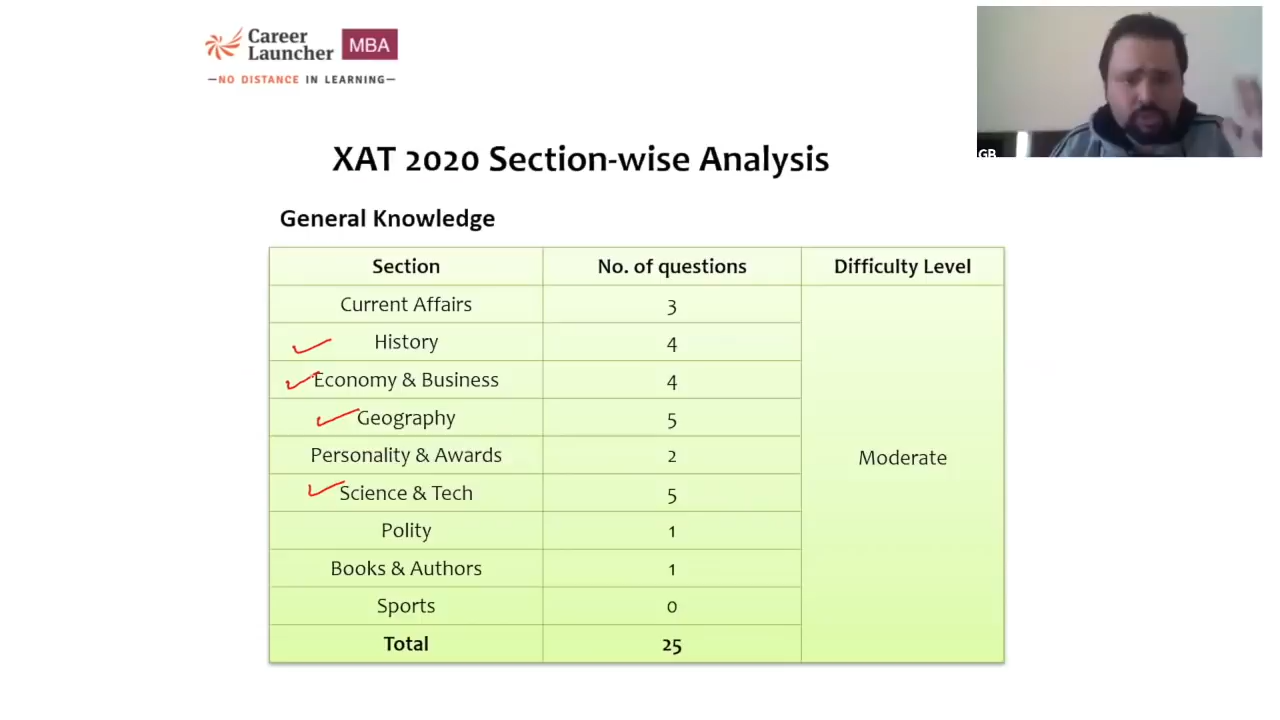 Career
Launcher
MBA
—NO DISTANCE IN LEARNING—
GB
XAT 2020 Section-wise Analysis
General Knowledge
Section No. of questions Difficulty Level
Current Affairs 3
History 4
Economy & Business 4
Geography 5
Personality & Awards 2
Moderate
Science & Tech 5
Polity 1
Books & Authors 1
Sports 0
Total 25